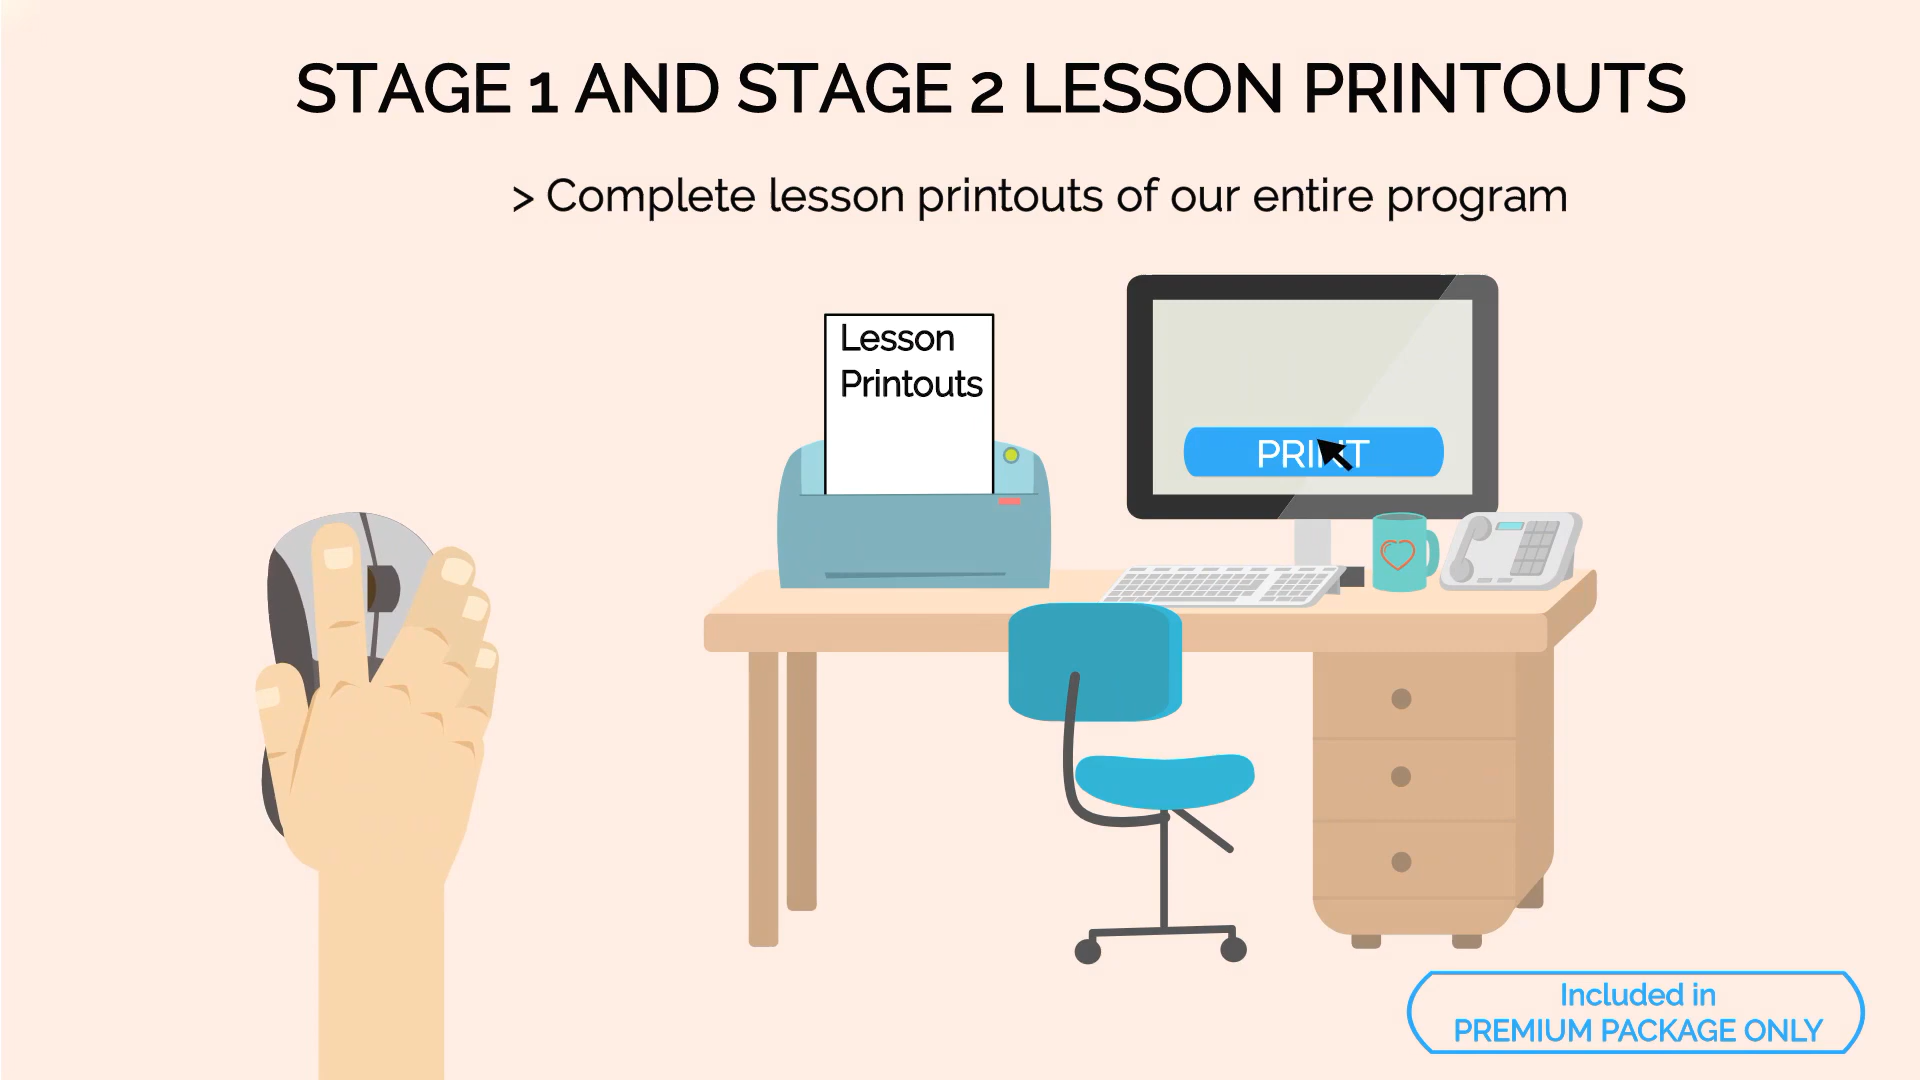 STAGE 1 AND STAGE 2 LESSON PRINTOUTS
> Complete lesson printouts of our entire program
Lesson
Printouts
PRINT
Included in
PREMIUM PACKAGE ONLY